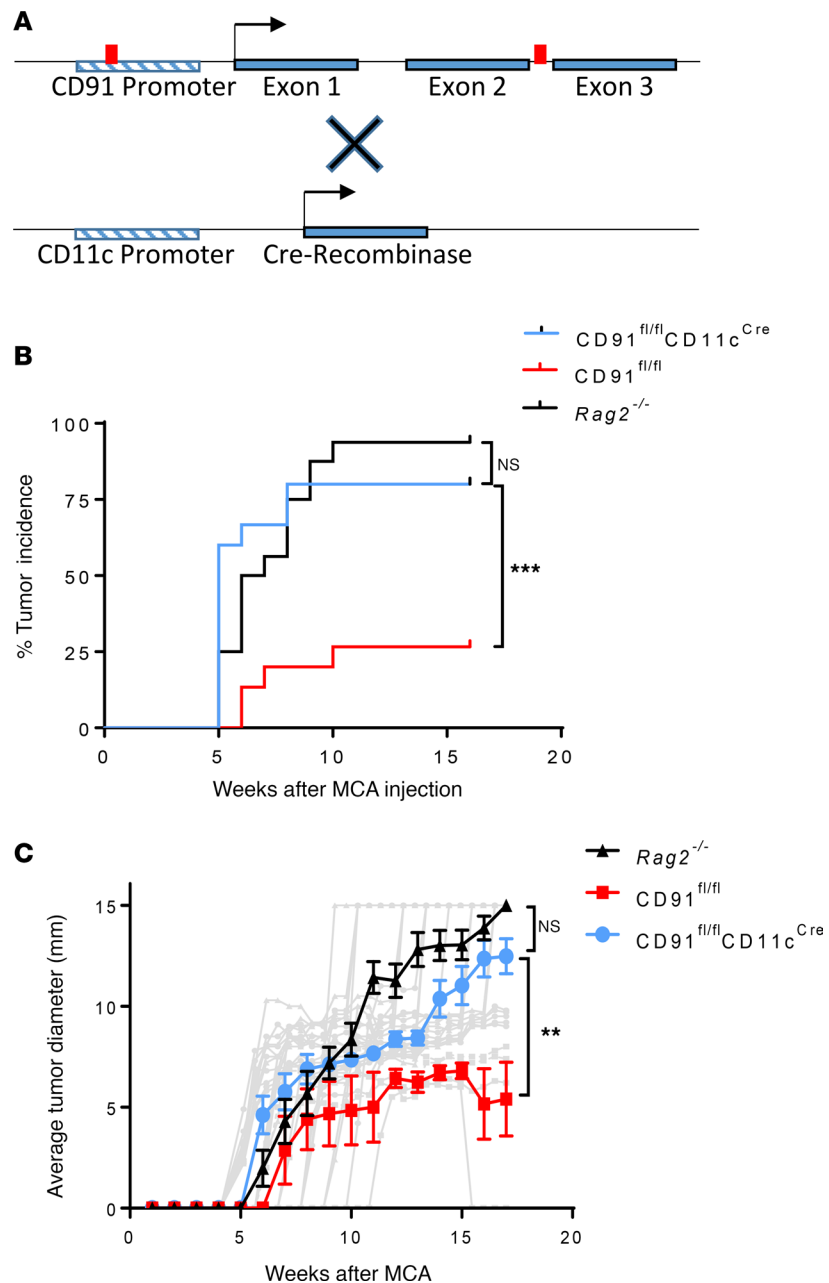 A
CD91 Promoter Exon 1 Exon 2 Exon 3
CD11c Promoter Cre-Recombinase
B
CD91fl/flCD11cCre
CD91fl/fl
Rag2-/-
100
75
50
25
0
% Tumor incidence
NS
***
0 5 10 15 20
Weeks after MCA injection
C
Rag2-/-
CD91fl/fl
CD91fl/flCD11cCre
15
10
5
0
Average tumor diameter (mm)
NS
**
0 5 10 15 20
Weeks after MCA